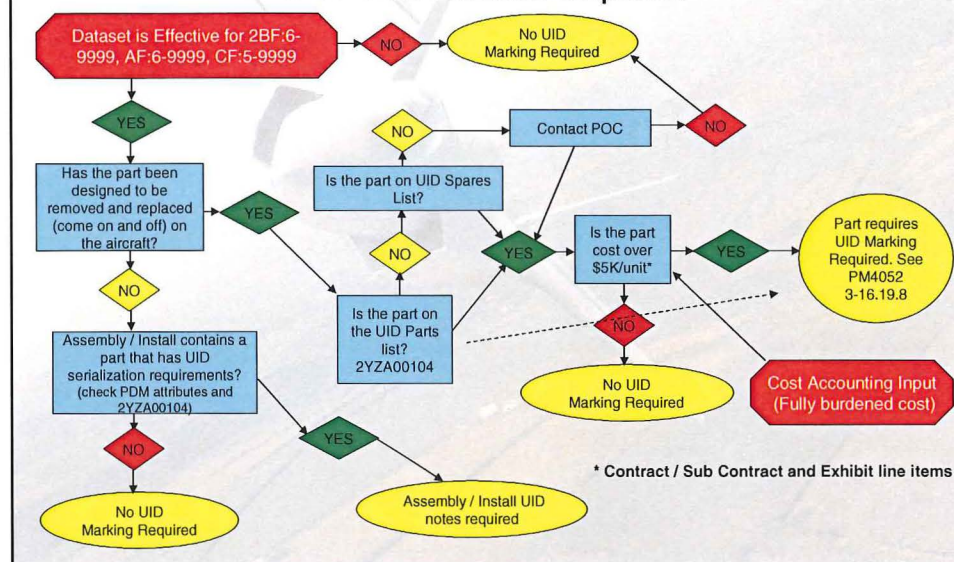 Dataset is Effective for 2BF:6-
9999, AF:6-9999, CF:5-9999
NO
No UID
Marking Required
YES
NO
Contact POC
NO
Has the part been
designed to be
removed and replaced
(come on and off) on
the aircraft?
YES
Is the part on UID Spares
List?
NO
YES
Is the part
cost over
$5K/unit*
YES
Part requires
UID Marking
Required. See
PM4052
3-16.19.8
NO
Is the part on
the UID Parts
list?
2YZA00104
NO
Assembly / Install contains a
part that has UID
serialization requirements?
(check PDM attributes and
2YZA00104)
No UID
Marking Required
Cost Accounting Input
(Fully burdened cost)
NO
YES
* Contract / Sub Contract and Exhibit line items
No UID
Marking Required
Assembly / Install UID
notes required